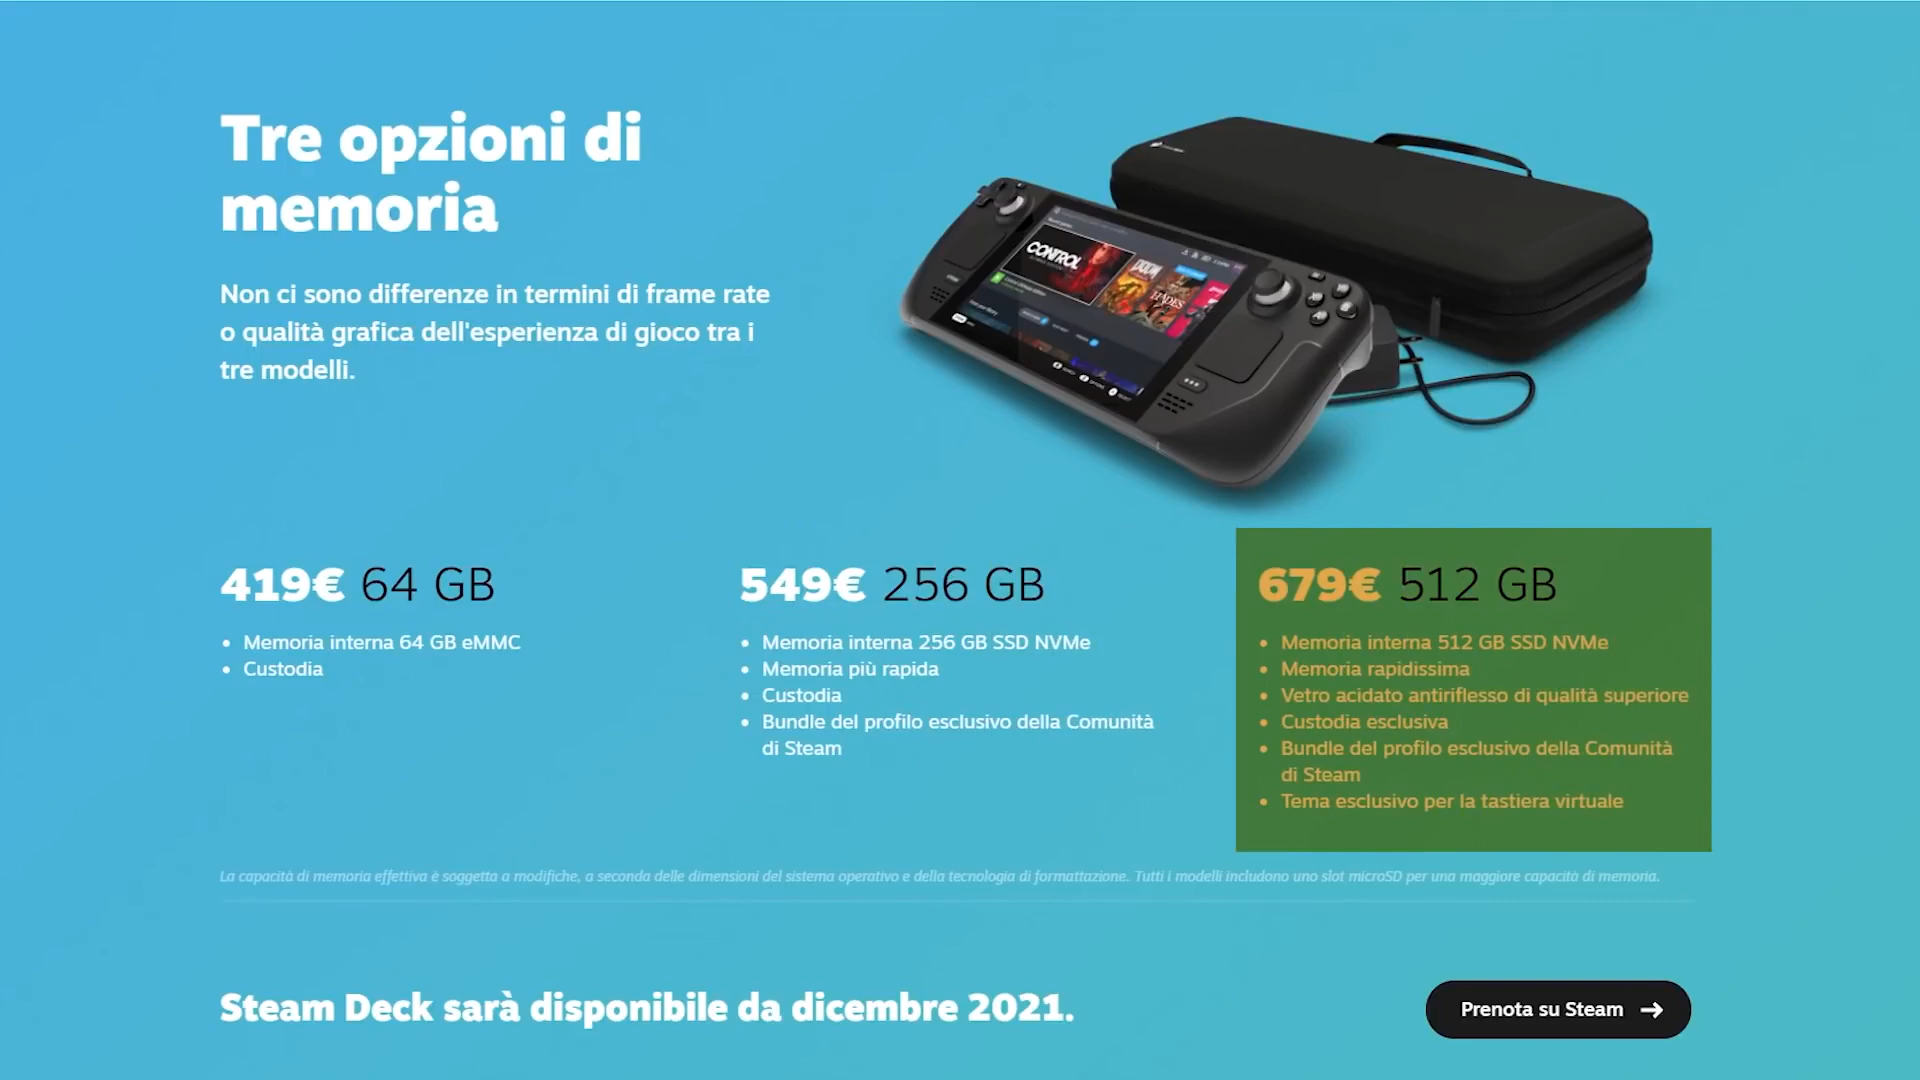 Tre opzioni di
memoria
Non ci sono differenze in termini di frame rate
o qualità grafica dell'esperienza di gioco tra i
tre modelli.
CONTROL
DOOM
HADES
419€ 64 GB
• Memoria interna 64 GB eMMC
• Custodia
549€ 256 GB
• Memoria interna 256 GB SSD NVMe
• Memoria più rapida
• Custodia
• Bundle del profilo esclusivo della Comunità
di Steam
679€ 512 GB
• Memoria interna 512 GB SSD NVMe
• Memoria rapidissima
• Vetro acidato antiriflesso di qualità superiore
• Custodia esclusiva
• Bundle del profilo esclusivo della Comunità
di Steam
• Tema esclusivo per la tastiera virtuale
La capacità di memoria effettiva è soggetta a modifiche, a seconda delle dimensioni del sistema operativo e della tecnologia di formattazione. Tutti i modelli includono uno slot microSD per una maggiore capacità di memoria.
Steam Deck sarà disponibile da dicembre 2021.
Prenota su Steam →